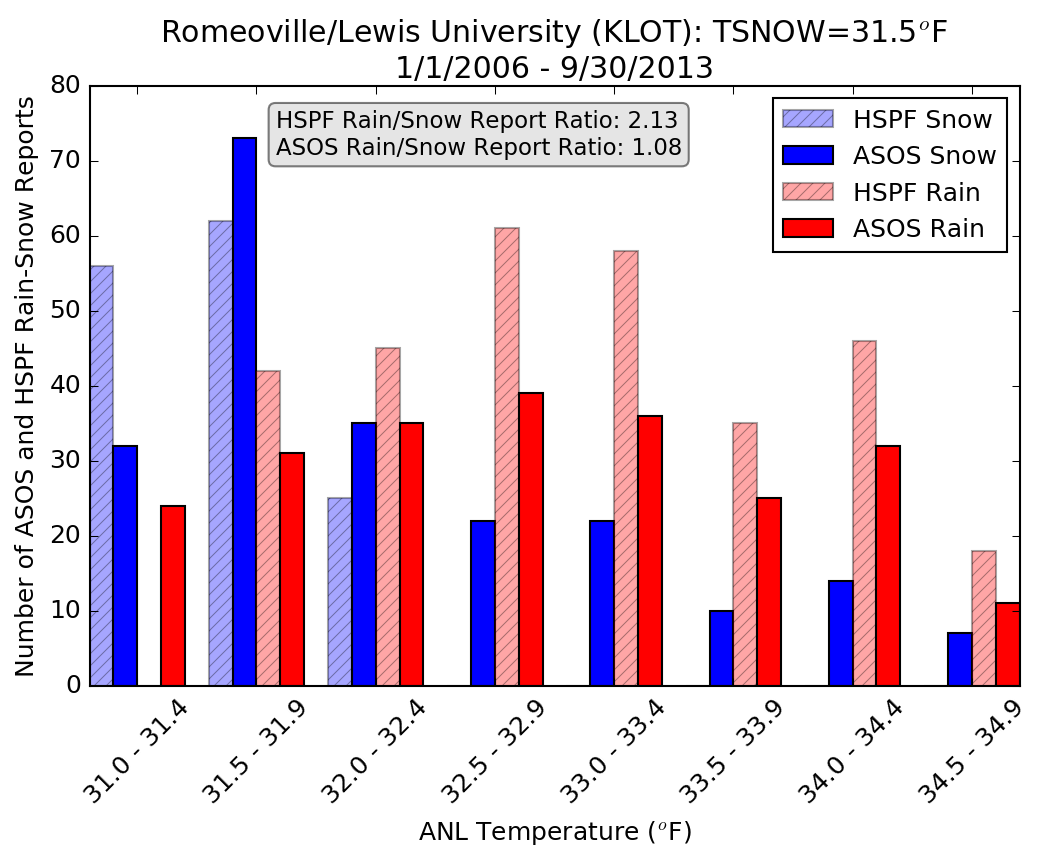 Romeoville/Lewis University (KLOT): TSNOW=31.5°F
1/1/2006 - 9/30/2013
HSPF Rain/Snow Report Ratio: 2.13
ASOS Rain/Snow Report Ratio: 1.08
HSPF Snow
ASOS Snow
HSPF Rain
ASOS Rain
Number of ASOS and HSPF Rain-Snow Reports
80
70
60
50
40
30
20
10
0
31.0 - 31.4
31.5 - 31.9
32.0 - 32.4
32.5 - 32.9
33.0 - 33.4
33.5 - 33.9
34.0 - 34.4
34.5 - 34.9
ANL Temperature (°F)